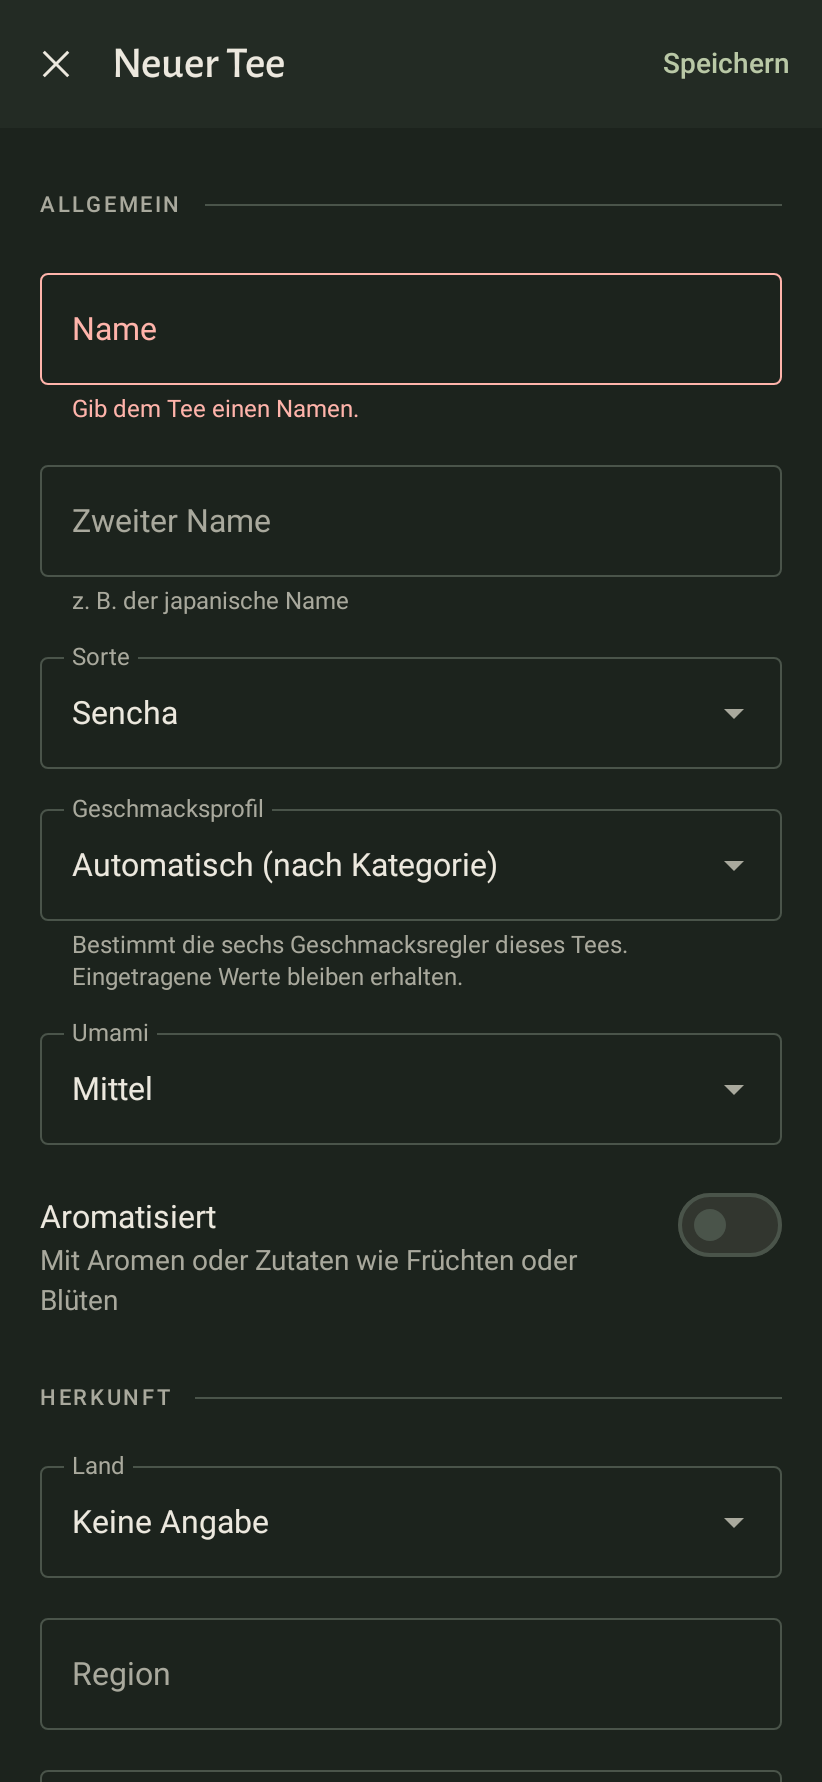 Neuer Tee
Speichern
ALLGEMEIN
Name
Gib dem Tee einen Namen.
Zweiter Name
z. B. der japanische Name
Sorte
Sencha
Geschmacksprofil
Automatisch (nach Kategorie)
Bestimmt die sechs Geschmacksregler dieses Tees.
Eingetragene Werte bleiben erhalten.
Umami
Mittel
Aromatisiert
Mit Aromen oder Zutaten wie Früchten oder
Blüten
HERKUNFT
Land
Keine Angabe
Region